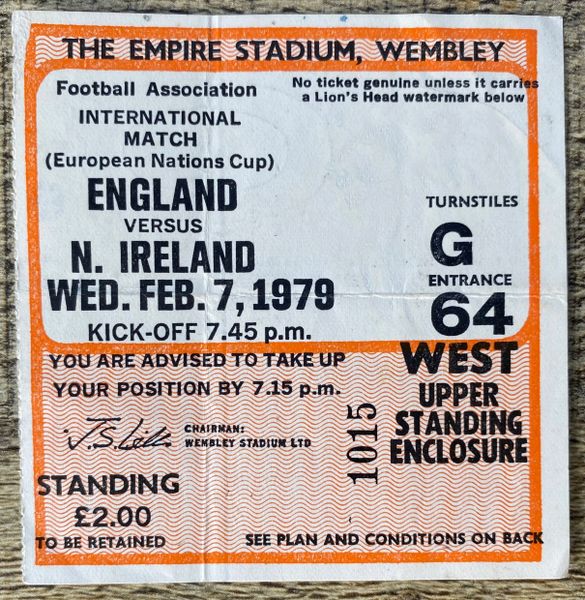 THE EMPIRE STADIUM, WEMBLEY
Football Association
No ticket genuine unless it carries
a Lion's Head watermark below
INTERNATIONAL
MATCH
(European Nations Cup)
ENGLAND
VERSUS
N. IRELAND
WED. FEB. 7, 1979
KICK-OFF 7.45 p.m.
TURNSTILES
G
ENTRANCE
64
WEST
UPPER
STANDING
ENCLOSURE
YOU ARE ADVISED TO TAKE UP
YOUR POSITION BY 7.15 p.m.
CHAIRMAN:
WEMBLEY STADIUM LTD
1015
STANDING
£2.00
TO BE RETAINED
SEE PLAN AND CONDITIONS ON BACK